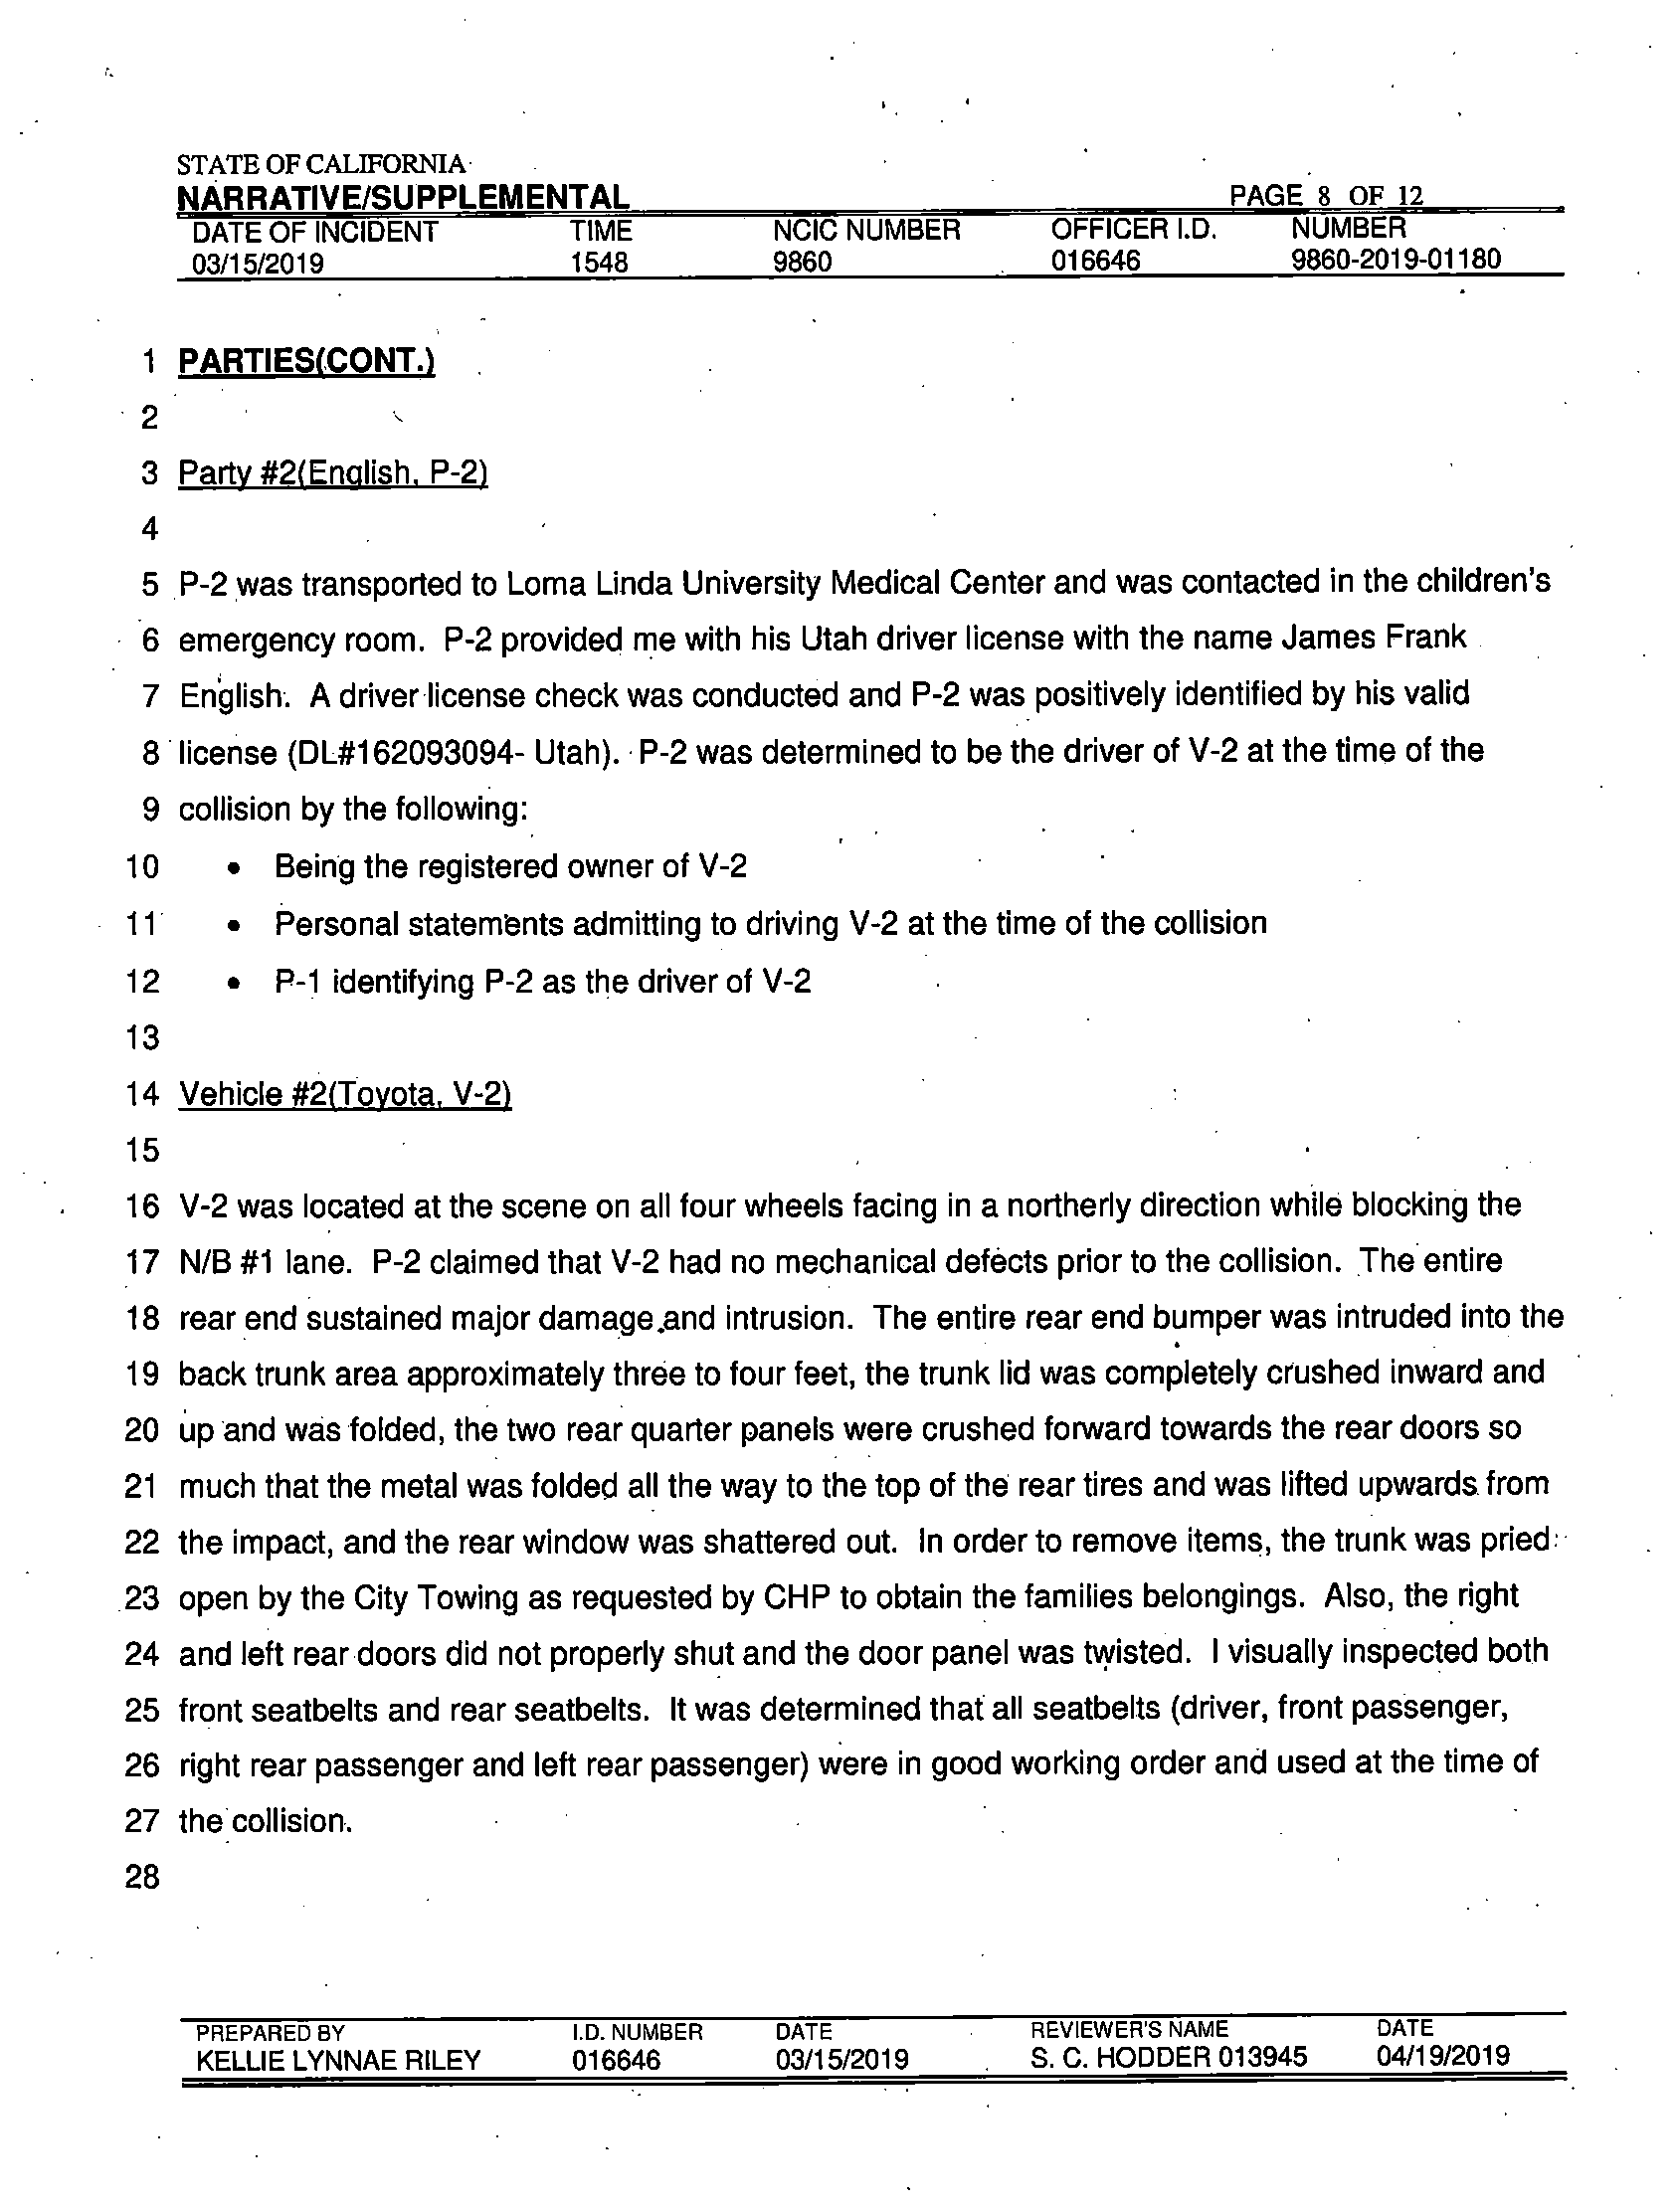 STATE OF CALIFORNIA
NARRATIVE/SUPPLEMENTAL PAGE 8 OF 12
DATE OF INCIDENT TIME NCIC NUMBER OFFICER I.D. NUMBER
03/15/2019 1548 9860 016646 9860-2019-01180
1 PARTIES(CONT.)
2
3 Party #2(English, P-2)
4
5 P-2 was transported to Loma Linda University Medical Center and was contacted in the children's
6 emergency room. P-2 provided me with his Utah driver license with the name James Frank
7 English. A driver license check was conducted and P-2 was positively identified by his valid
8 license (DL#162093094- Utah). P-2 was determined to be the driver of V-2 at the time of the
9 collision by the following:
10 • Being the registered owner of V-2
11 • Personal statements admitting to driving V-2 at the time of the collision
12 • P-1 identifying P-2 as the driver of V-2
13
14 Vehicle #2(Toyota, V-2)
15
16 V-2 was located at the scene on all four wheels facing in a northerly direction while blocking the
17 N/B #1 lane. P-2 claimed that V-2 had no mechanical defects prior to the collision. The entire
18 rear end sustained major damage and intrusion. The entire rear end bumper was intruded into the
19 back trunk area approximately three to four feet, the trunk lid was completely crushed inward and
20 up and was folded, the two rear quarter panels were crushed forward towards the rear doors so
21 much that the metal was folded all the way to the top of the rear tires and was lifted upwards from
22 the impact, and the rear window was shattered out. In order to remove items, the trunk was pried
23 open by the City Towing as requested by CHP to obtain the families belongings. Also, the right
24 and left rear doors did not properly shut and the door panel was twisted. I visually inspected both
25 front seatbelts and rear seatbelts. It was determined that all seatbelts (driver, front passenger,
26 right rear passenger and left rear passenger) were in good working order and used at the time of
27 the collision.
28
PREPARED BY I.D. NUMBER DATE REVIEWER'S NAME DATE
KELLIE LYNNAE RILEY 016646 03/15/2019 S. C. HODDER 013945 04/19/2019